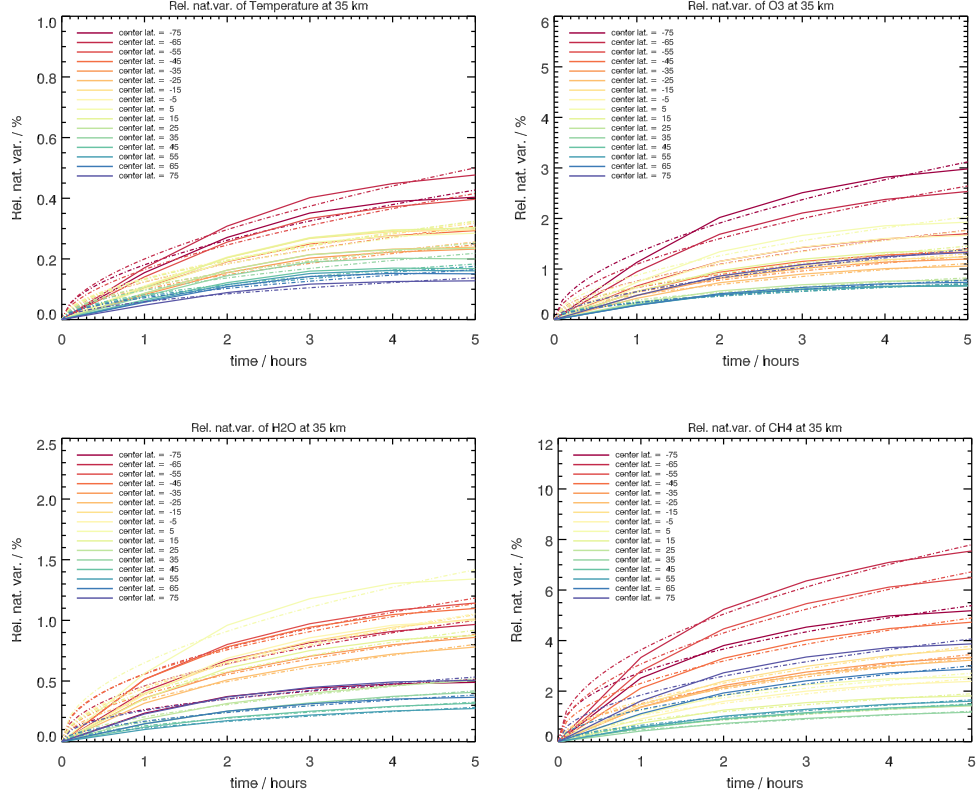 Rel. nat.var. of Temperature at 35 km
1.0
0.8
0.6
0.4
0.2
0.0
Rel. nat. var. / %
center lat. = -75
center lat. = -65
center lat. = -55
center lat. = -45
center lat. = -35
center lat. = -25
center lat. = -15
center lat. = -5
center lat. = 5
center lat. = 15
center lat. = 25
center lat. = 35
center lat. = 45
center lat. = 55
center lat. = 65
center lat. = 75
0 1 2 3 4 5
time / hours
Rel. nat.var. of O3 at 35 km
6
5
4
3
2
1
0.0
Rel. nat. var. / %
center lat. = -75
center lat. = -65
center lat. = -55
center lat. = -45
center lat. = -35
center lat. = -25
center lat. = -15
center lat. = -5
center lat. = 5
center lat. = 15
center lat. = 25
center lat. = 35
center lat. = 45
center lat. = 55
center lat. = 65
center lat. = 75
0 1 2 3 4 5
time / hours
Rel. nat.var. of H2O at 35 km
2.5
2.0
1.5
1.0
0.5
0.0
Rel. nat. var. / %
center lat. = -75
center lat. = -65
center lat. = -55
center lat. = -45
center lat. = -35
center lat. = -25
center lat. = -15
center lat. = -5
center lat. = 5
center lat. = 15
center lat. = 25
center lat. = 35
center lat. = 45
center lat. = 55
center lat. = 65
center lat. = 75
0 1 2 3 4 5
time / hours
Rel. nat.var. of CH4 at 35 km
12
10
8
6
4
2
0.0
Rel. nat. var. / %
center lat. = -75
center lat. = -65
center lat. = -55
center lat. = -45
center lat. = -35
center lat. = -25
center lat. = -15
center lat. = -5
center lat. = 5
center lat. = 15
center lat. = 25
center lat. = 35
center lat. = 45
center lat. = 55
center lat. = 65
center lat. = 75
0 1 2 3 4 5
time / hours